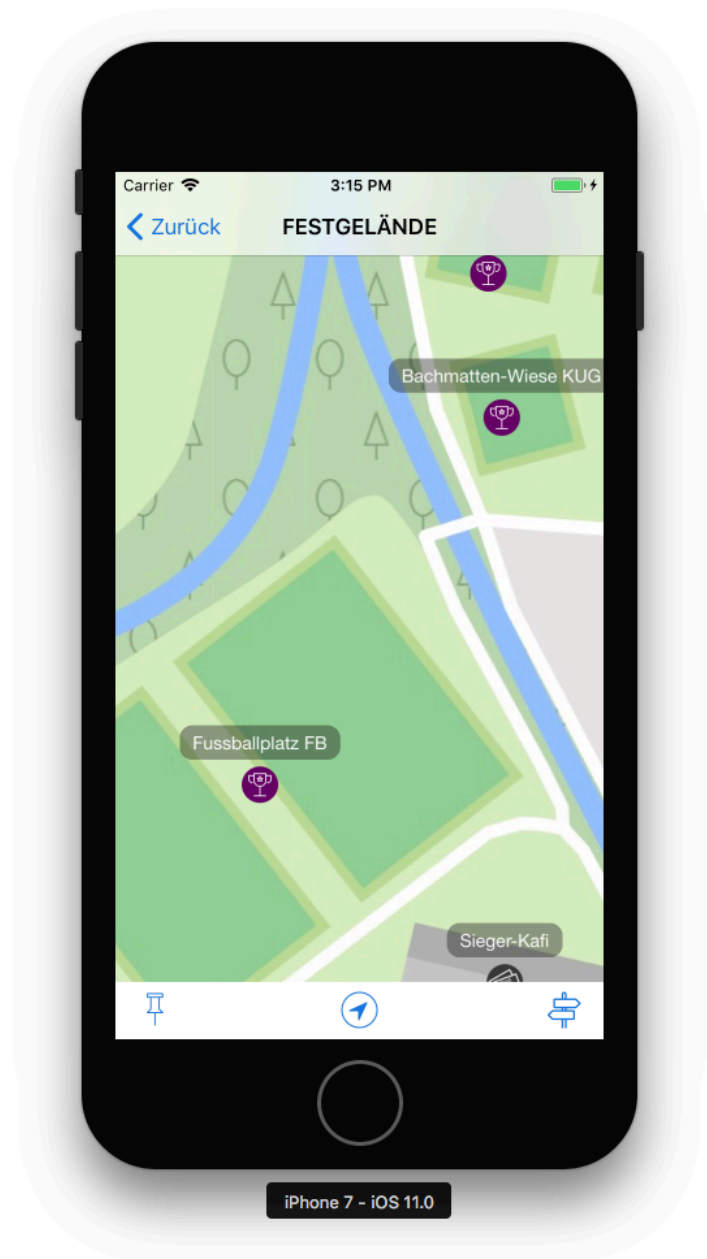 Carrier 3:15 PM
Zurück FESTGELÄNDE
Bachmatten-Wiese KUG
Fussballplatz FB
Sieger-Kafi
iPhone 7 - iOS 11.0